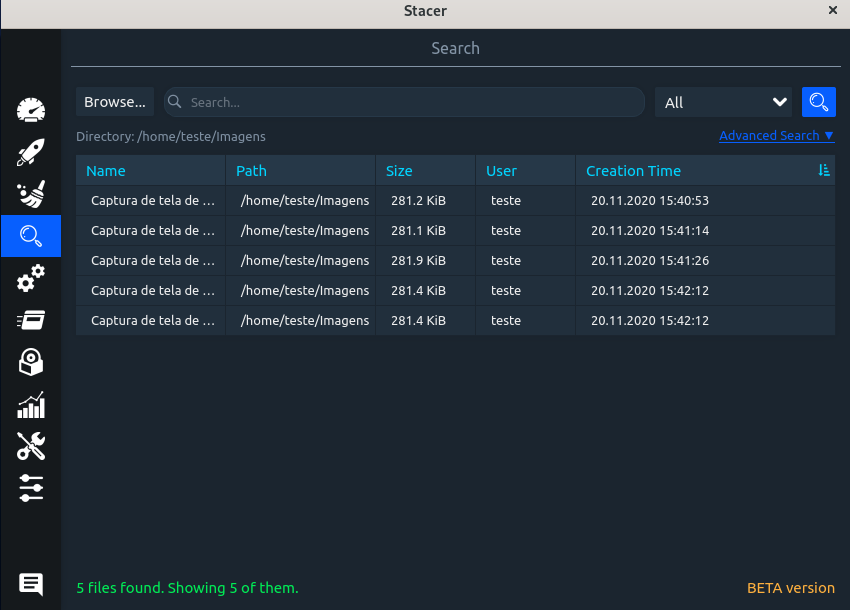 Stacer
Search
Browse... Search... All
Directory: /home/teste/Imagens Advanced Search ▼
Name Path Size User Creation Time
Captura de tela de ... /home/teste/Imagens 281.2 KiB teste 20.11.2020 15:40:53
Captura de tela de ... /home/teste/Imagens 281.1 KiB teste 20.11.2020 15:41:14
Captura de tela de ... /home/teste/Imagens 281.9 KiB teste 20.11.2020 15:41:26
Captura de tela de ... /home/teste/Imagens 281.4 KiB teste 20.11.2020 15:42:12
Captura de tela de ... /home/teste/Imagens 281.4 KiB teste 20.11.2020 15:42:12
5 files found. Showing 5 of them. BETA version